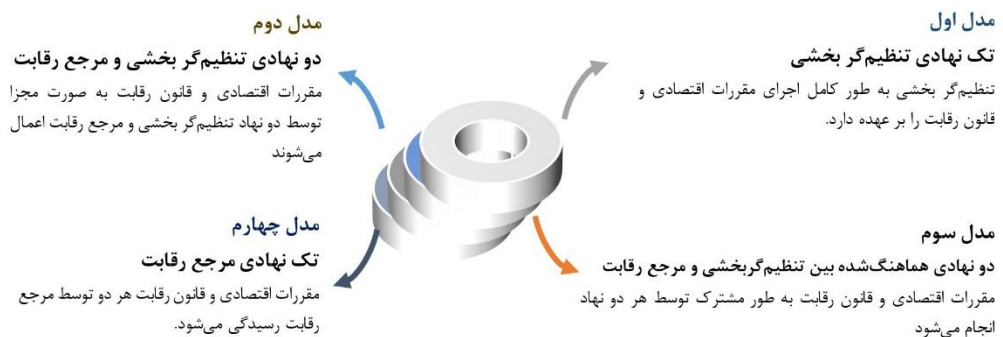 مدل اول
تک نهادی تنظیم‌گر بخشی
تنظیم‌گر بخشی به طور کامل اجرای مقررات اقتصادی و
قانون رقابت را بر عهده دارد.
مدل دوم
دو نهادی تنظیم‌گر بخشی و مرجع رقابت
مقررات اقتصادی و قانون رقابت به صورت مجزا
توسط دو نهاد تنظیم‌گر بخشی و مرجع رقابت اعمال
می‌شوند
مدل سوم
دو نهادی هماهنگ‌شده بین تنظیم‌گربخشی و مرجع رقابت
مقررات اقتصادی و قانون رقابت به طور مشترک توسط هر دو نهاد
انجام می‌شود
مدل چهارم
تک نهادی مرجع رقابت
مقررات اقتصادی و قانون رقابت هر دو توسط مرجع
رقابت رسیدگی می‌شود.